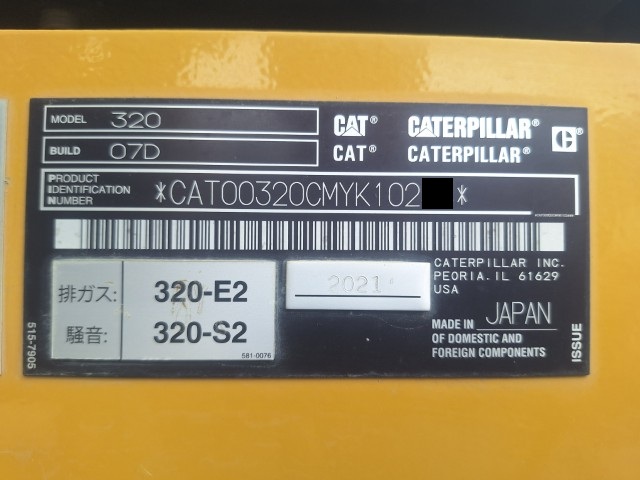 MODEL 320
CAT® CATERPILLAR®
BUILD 07D
CAT® CATERPILLAR®
PRODUCT IDENTIFICATION NUMBER *CAT00320CMYK102 *
排ガス: 320-E2
騒音: 320-S2
581-0076
2021
CATERPILLAR INC.
PEORIA. IL 61629
USA
MADE IN JAPAN
OF DOMESTIC AND
FOREIGN COMPONENTS
515-7905
ISSUE